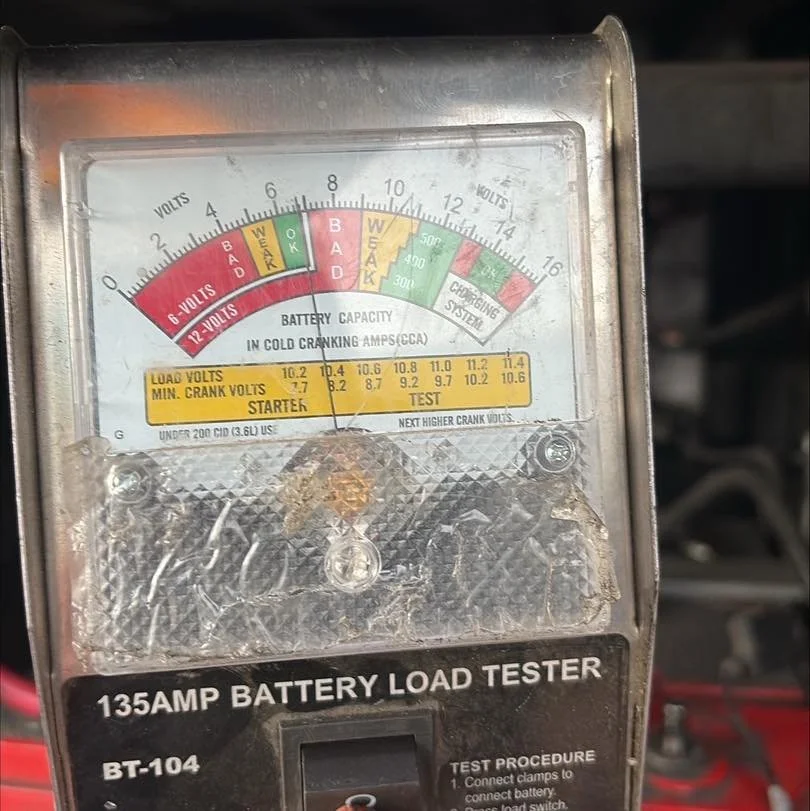 VOLTS
VOLTS
0 2 4 6 8 10 12 14 16
BAD WEAK OK BAD WEAK 500 400 300 OK
6-VOLTS
12-VOLTS
CHARGING SYSTEM
BATTERY CAPACITY
IN COLD CRANKING AMPS(CCA)
LOAD VOLTS 10.2 10.4 10.6 10.8 11.0 11.2 11.4
MIN. CRANK VOLTS 7.7 8.2 8.7 9.2 9.7 10.2 10.6
STARTER TEST
G UNDER 200 CID (3.6L) USE NEXT HIGHER CRANK VOLTS.
135AMP BATTERY LOAD TESTER
BT-104
TEST PROCEDURE
1. Connect clamps to
connect battery.
2. Press load switch.